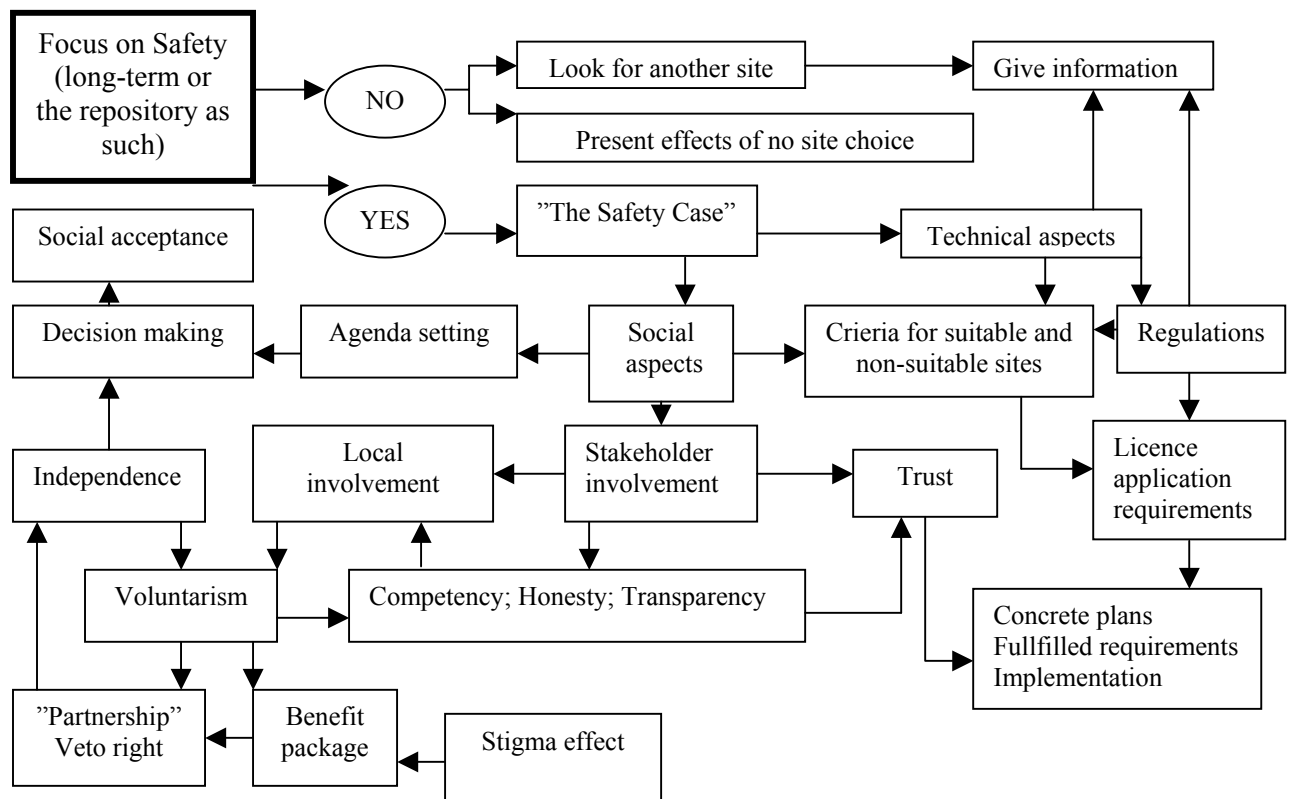 Focus on Safety
(long-term or
the repository as
such)
NO
Look for another site
Give information
Present effects of no site choice
YES
”The Safety Case”
Technical aspects
Social acceptance
Decision making
Agenda setting
Social
aspects
Crieria for suitable and
non-suitable sites
Regulations
Independence
Local
involvement
Stakeholder
involvement
Trust
Licence
application
requirements
Voluntarism
Competency; Honesty; Transparency
Concrete plans
Fullfilled requirements
Implementation
”Partnership”
Veto right
Benefit
package
Stigma effect